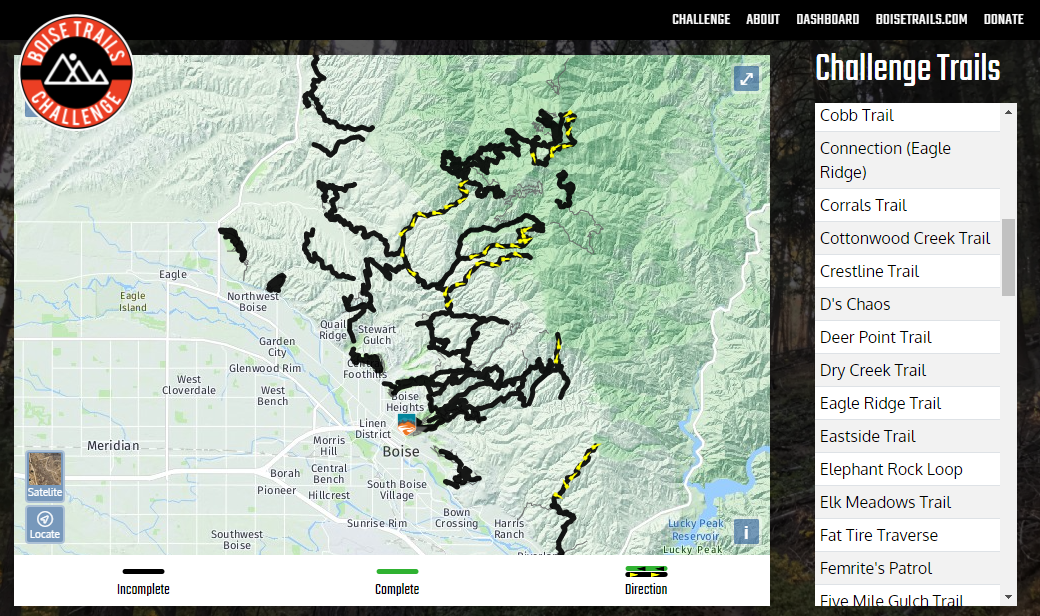 CHALLENGE ABOUT DASHBOARD BOISETRAILS.COM DONATE
BOISE TRAILS
CHALLENGE
Challenge Trails
Cobb Trail
Connection (Eagle
Ridge)
Corrals Trail
Cottonwood Creek Trail
Crestline Trail
D's Chaos
Deer Point Trail
Dry Creek Trail
Eagle Ridge Trail
Eastside Trail
Elephant Rock Loop
Elk Meadows Trail
Fat Tire Traverse
Femrite's Patrol
Five Mile Gulch Trail
Eagle
Eagle
Island
Northwest
Boise
Quail
Ridge
Stewart
Gulch
Garden
City
Glenwood Rim
West
Cloverdale
West
Bench
Foothills
Boise
Heights
Linen
District
Boise
Meridian
Morris
Hill
Central
Bench
Borah
Pioneer
Hillcrest
South Boise
Village
Sunrise Rim
Bown
Crossing
Harris
Ranch
Southwest
Boise
Lucky Peak
Reservoir
Lucky Peak
Satelite
Locate
i
Incomplete
Complete
Direction